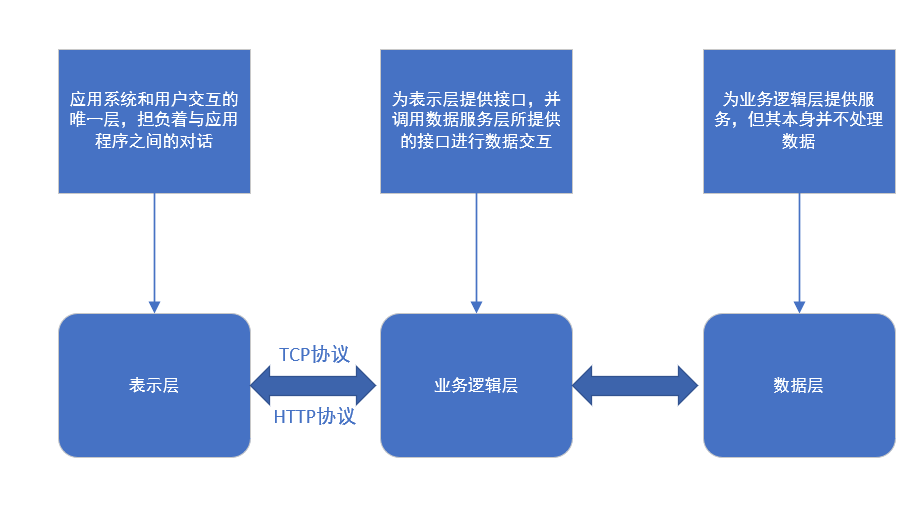 应用系统和用户交互的
唯一层，担负着与应用
程序之间的对话
为表示层提供接口，并
调用数据服务层所提供
的接口进行数据交互
为业务逻辑层提供服
务，但其本身并不处理
数据
TCP协议
表示层
业务逻辑层
数据层
HTTP协议